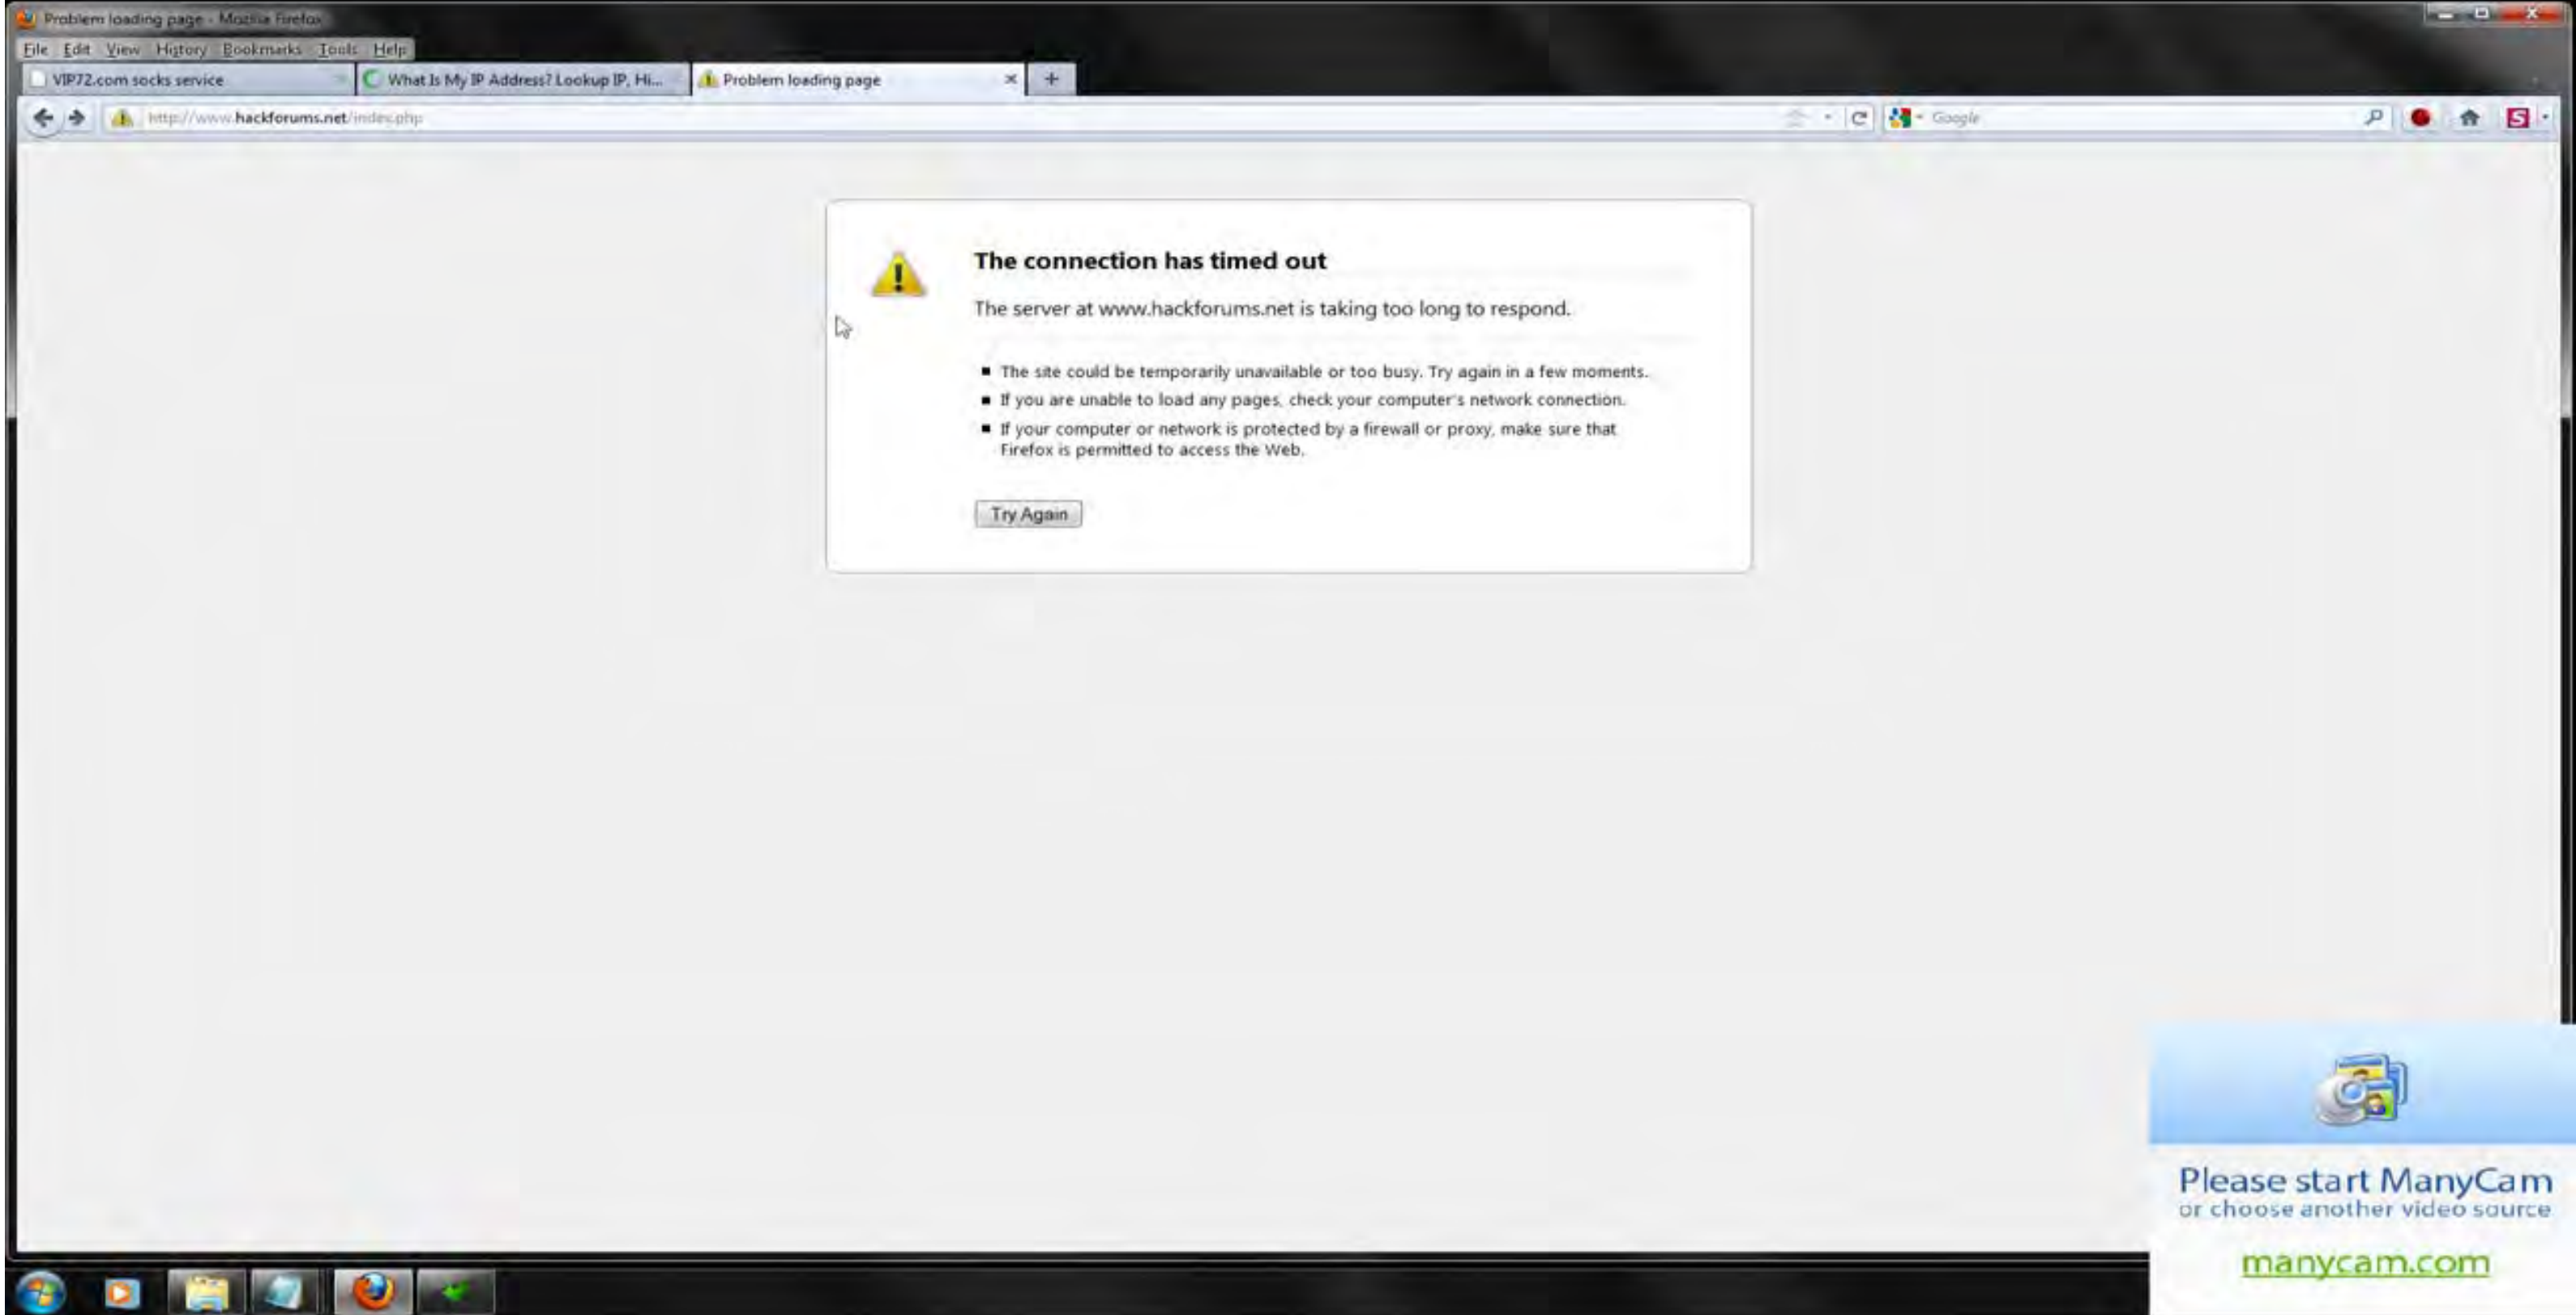 Problem loading page - Mozilla Firefox
File Edit View History Bookmarks Tools Help
VIP72.com socks service
What Is My IP Address? Lookup IP, Hi...
Problem loading page
http://www.hackforums.net/index.php
Google
The connection has timed out
The server at www.hackforums.net is taking too long to respond.
The site could be temporarily unavailable or too busy. Try again in a few moments.
If you are unable to load any pages, check your computer's network connection.
If your computer or network is protected by a firewall or proxy, make sure that
Firefox is permitted to access the Web.
Try Again
Please start ManyCam
or choose another video source
manycam.com